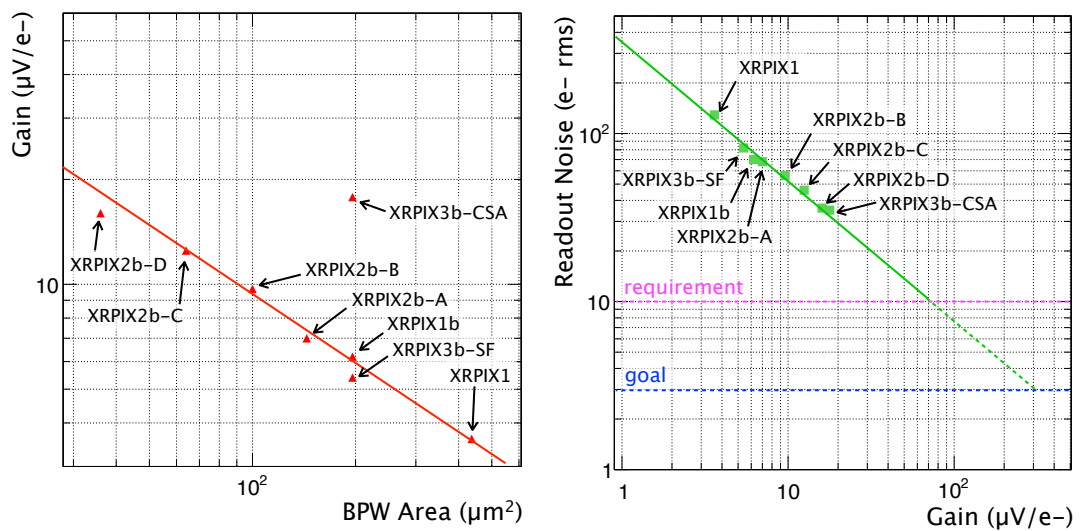 Gain (μV/e-)
10
10²
BPW Area (μm²)
XRPIX3b-CSA
XRPIX2b-D
XRPIX2b-C
XRPIX2b-B
XRPIX2b-A
XRPIX1b
XRPIX3b-SF
XRPIX1
Readout Noise (e- rms)
10²
10
1
XRPIX1
XRPIX2b-B
XRPIX2b-C
XRPIX2b-D
XRPIX3b-CSA
XRPIX3b-SF
XRPIX1b
XRPIX2b-A
requirement
goal
1
10
10²
Gain (μV/e-)